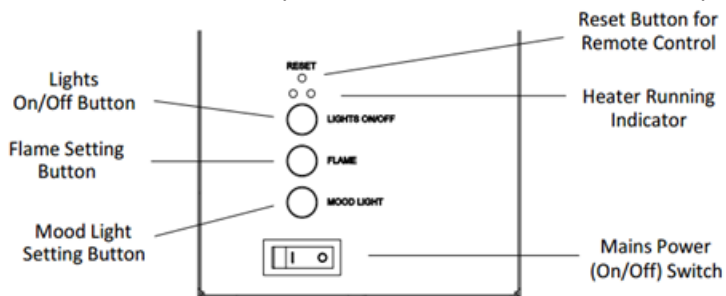 Reset Button for
Remote Control
RESET
Lights
On/Off Button
Heater Running
Indicator
LIGHTS ON/OFF
Flame Setting
Button
FLAME
Mood Light
Setting Button
MOOD LIGHT
I O
Mains Power
(On/Off) Switch